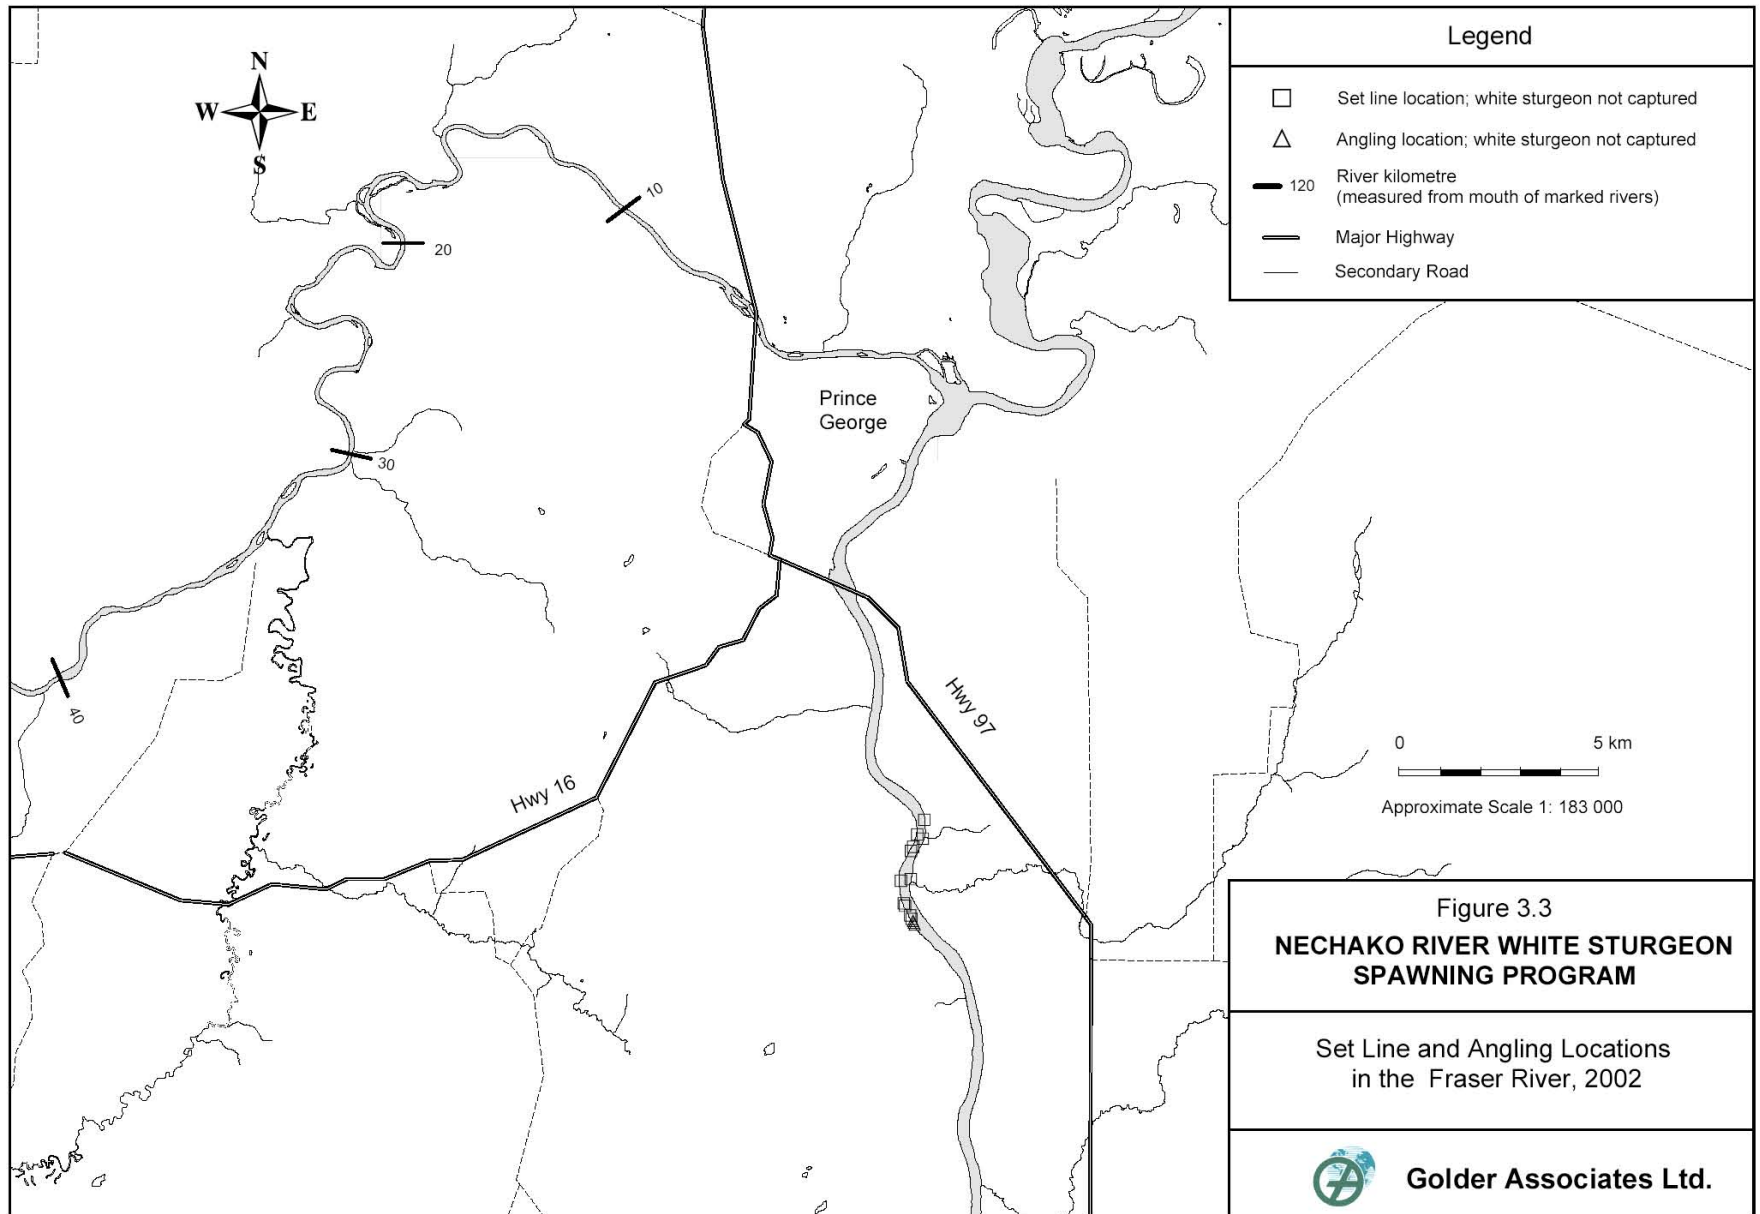 N
W E
S
10
20
30
40
Prince
George
Hwy 97
Hwy 16
Legend
Set line location; white sturgeon not captured
Angling location; white sturgeon not captured
120 River kilometre
(measured from mouth of marked rivers)
Major Highway
Secondary Road
0 5 km
Approximate Scale 1: 183 000
Figure 3.3
NECHAKO RIVER WHITE STURGEON
SPAWNING PROGRAM
Set Line and Angling Locations
in the Fraser River, 2002
Golder Associates Ltd.